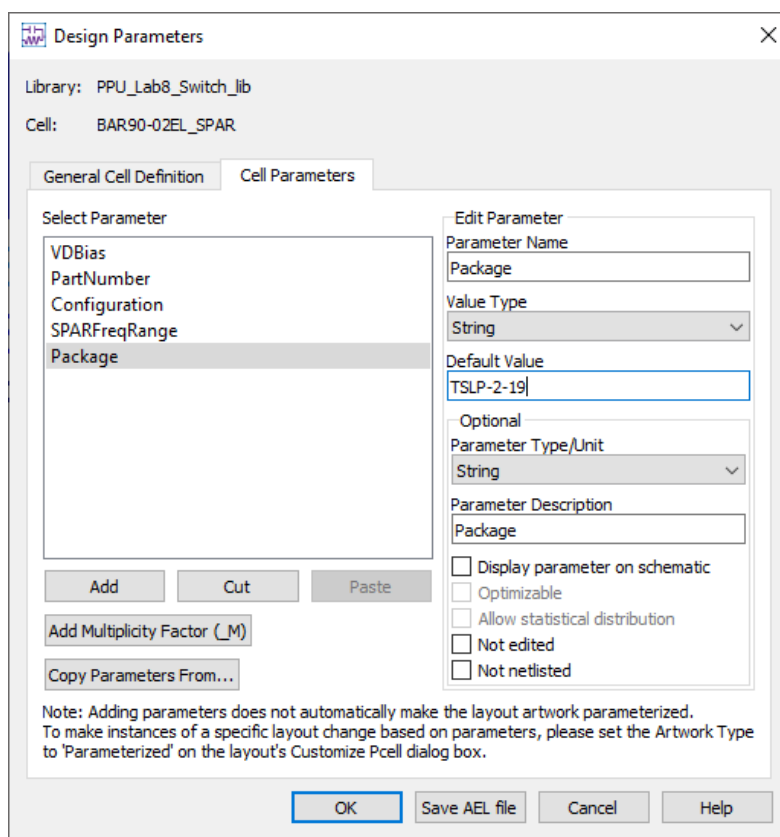 Design Parameters
Library: PPU_Lab8_Switch_lib
Cell: BAR90-02EL_SPAR
General Cell Definition
Cell Parameters
Select Parameter
VDBias
PartNumber
Configuration
SPARFreqRange
Package
Add
Cut
Paste
Add Multiplicity Factor (_M)
Copy Parameters From...
Edit Parameter
Parameter Name
Package
Value Type
String
Default Value
TSLP-2-19
Optional
Parameter Type/Unit
String
Parameter Description
Package
Display parameter on schematic
Optimizable
Allow statistical distribution
Not edited
Not netlisted
Note: Adding parameters does not automatically make the layout artwork parameterized.
To make instances of a specific layout change based on parameters, please set the Artwork Type
to 'Parameterized' on the layout's Customize Pcell dialog box.
OK
Save AEL file
Cancel
Help